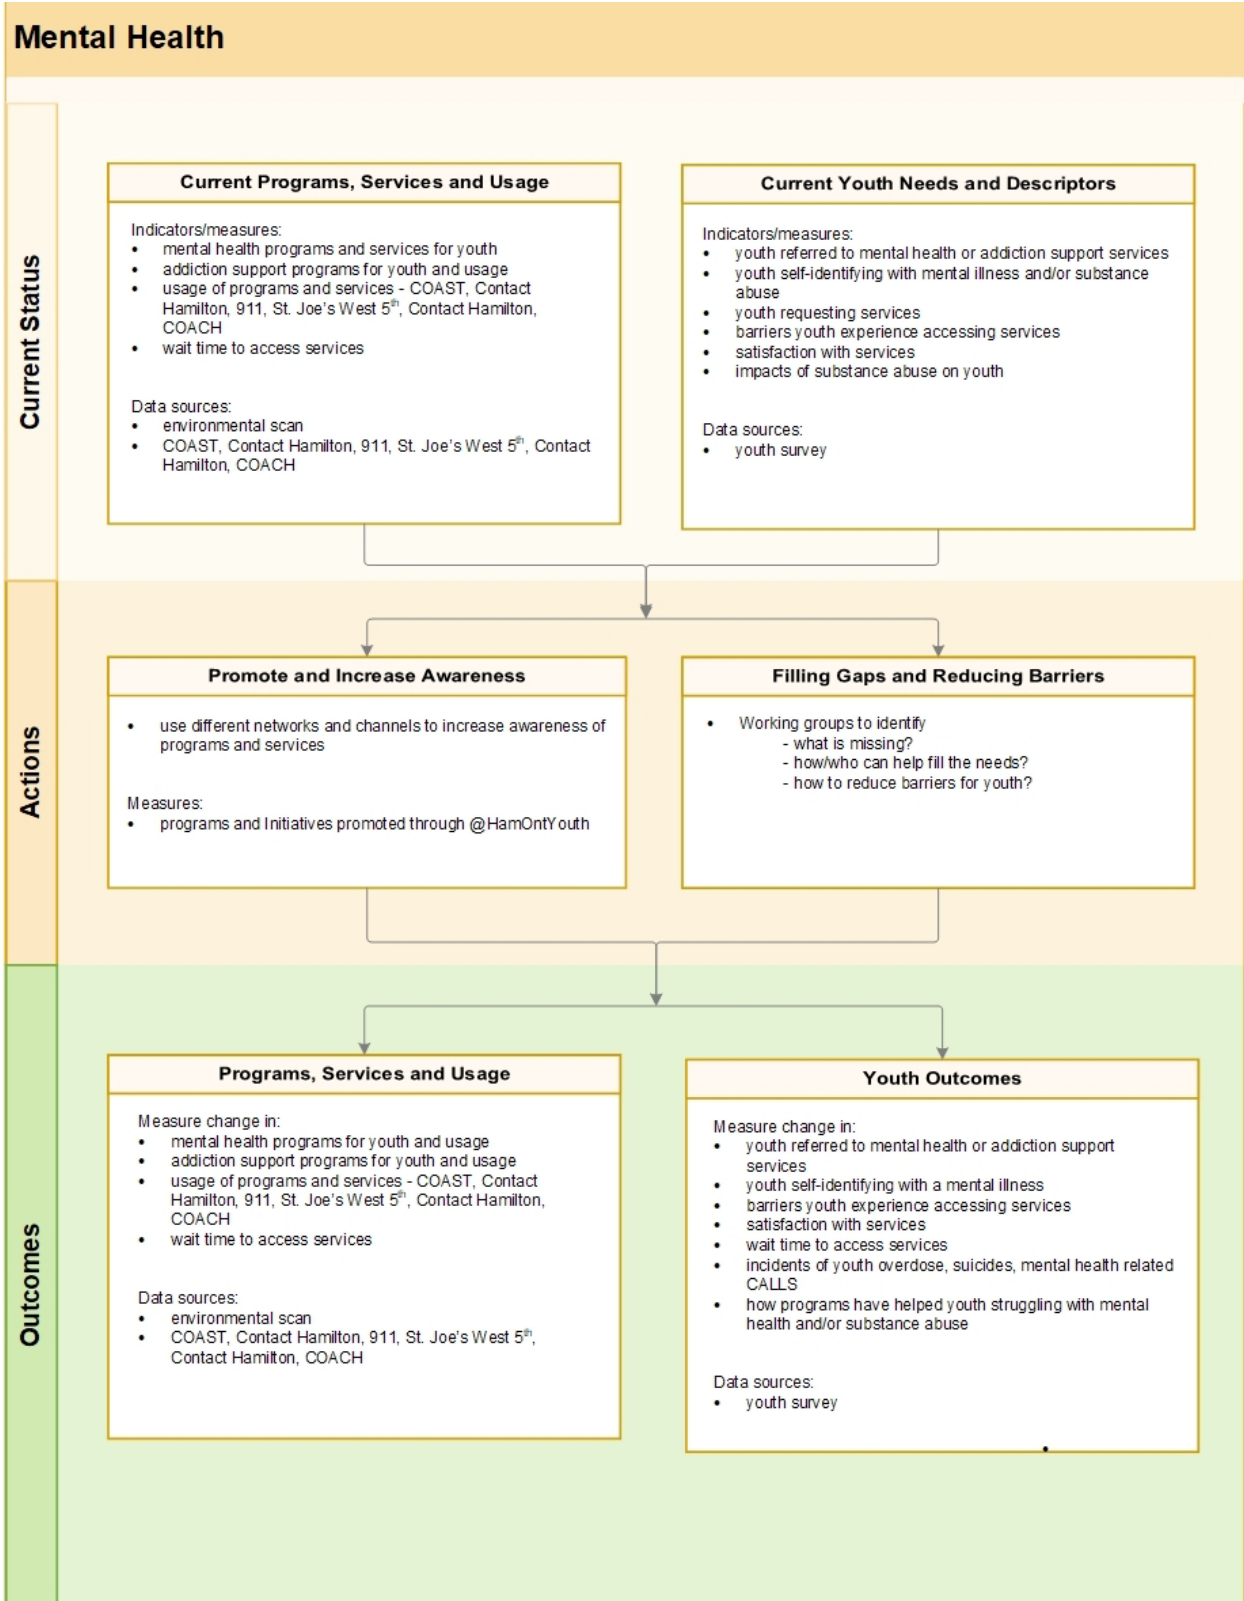 Mental Health
Current Status
Current Programs, Services and Usage
Indicators/measures:
• mental health programs and services for youth
• addiction support programs for youth and usage
• usage of programs and services - COAST, Contact
Hamilton, 911, St. Joe's West 5th, Contact Hamilton,
COACH
• wait time to access services
Data sources:
• environmental scan
• COAST, Contact Hamilton, 911, St. Joe's West 5th, Contact
Hamilton, COACH
Current Youth Needs and Descriptors
Indicators/measures:
• youth referred to mental health or addiction support services
• youth self-identifying with mental illness and/or substance
abuse
• youth requesting services
• barriers youth experience accessing services
• satisfaction with services
• impacts of substance abuse on youth
Data sources:
• youth survey
Actions
Promote and Increase Awareness
• use different networks and channels to increase awareness of
programs and services
Measures:
• programs and Initiatives promoted through @HamOntYouth
Filling Gaps and Reducing Barriers
• Working groups to identify
- what is missing?
- how/who can help fill the needs?
- how to reduce barriers for youth?
Outcomes
Programs, Services and Usage
Measure change in:
• mental health programs for youth and usage
• addiction support programs for youth and usage
• usage of programs and services - COAST, Contact
Hamilton, 911, St. Joe's West 5th, Contact Hamilton,
COACH
• wait time to access services
Data sources:
• environmental scan
• COAST, Contact Hamilton, 911, St. Joe's West 5th,
Contact Hamilton, COACH
Youth Outcomes
Measure change in:
• youth referred to mental health or addiction support
services
• youth self-identifying with a mental illness
• barriers youth experience accessing services
• satisfaction with services
• wait time to access services
• incidents of youth overdose, suicides, mental health related
CALLS
• how programs have helped youth struggling with mental
health and/or substance abuse
Data sources:
• youth survey
•